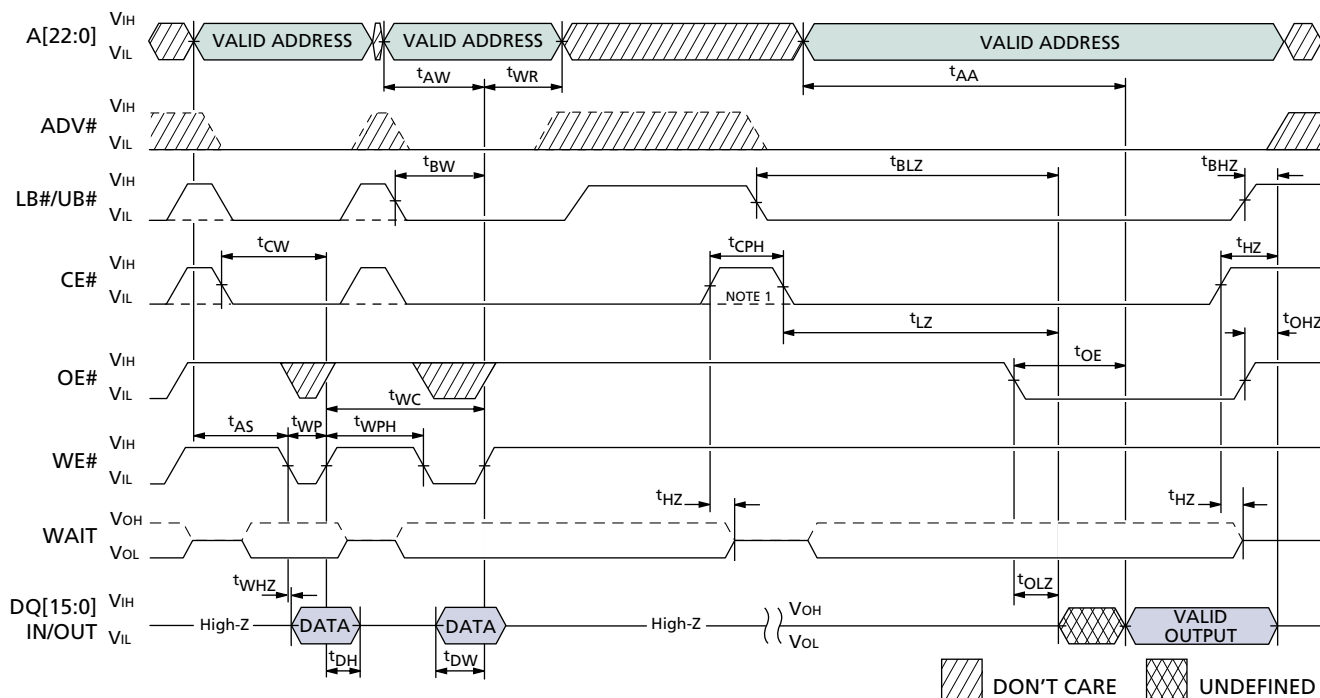 A[22:0] VIH VIL VALID ADDRESS VALID ADDRESS VALID ADDRESS
tAW tWR tAA
ADV# VIH VIL
tBW tBLZ tBHZ
LB#/UB# VIH VIL
tCW tCPH tHZ
CE# VIH VIL NOTE 1
tLZ tOHZ
tOE
OE# VIH VIL
tWC
tAS tWP tWPH
WE# VIH VIL
tHZ tHZ
WAIT VOH VOL
tWHZ tOLZ
DQ[15:0] IN/OUT VIH VIL High-Z DATA DATA High-Z VOH VOL VALID OUTPUT
tDH tDW
DON'T CARE UNDEFINED